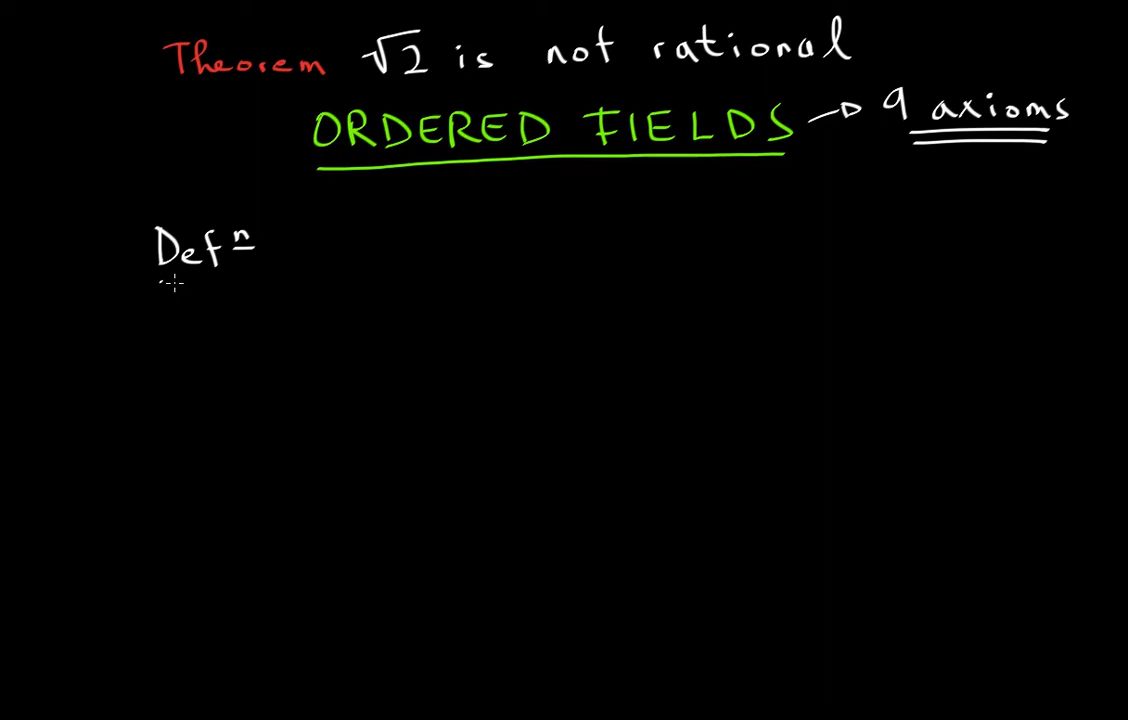 Theorem √2 is not rational
ORDERED FIELDS → 9 axioms
Defn